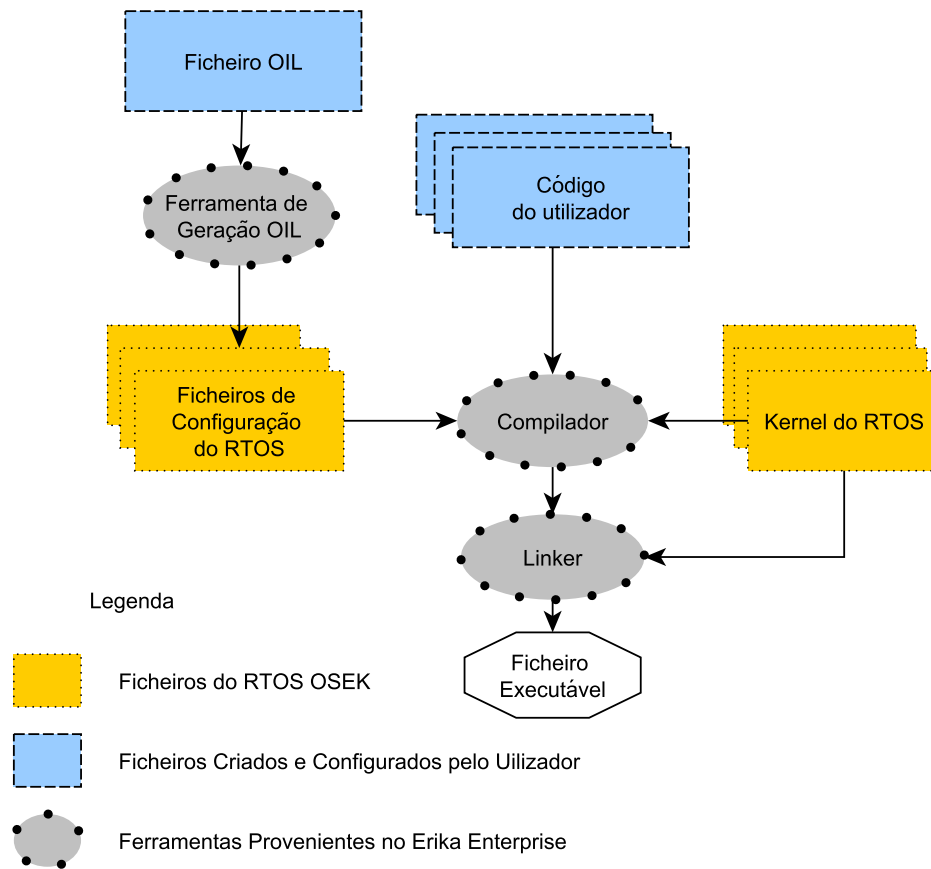 Ficheiro OIL
Ferramenta de
Geração OIL
Código
do utilizador
Ficheiros de
Configuração
do RTOS
Compilador
Kernel do RTOS
Linker
Ficheiro
Executável
Legenda
Ficheiros do RTOS OSEK
Ficheiros Criados e Configurados pelo Uilizador
Ferramentas Provenientes no Erika Enterprise